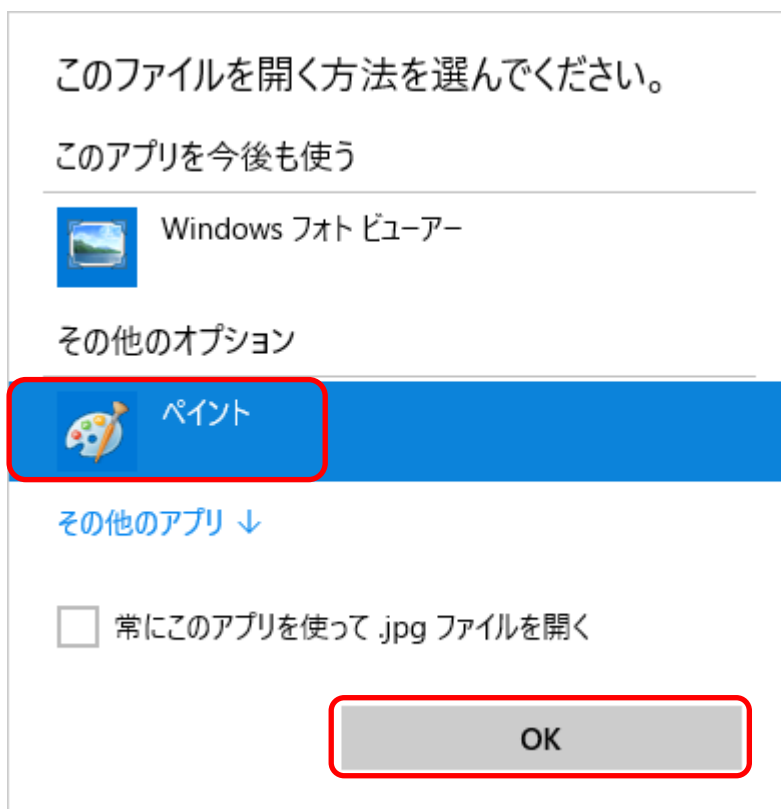 このファイルを開く方法を選んでください。
このアプリを今後も使う
Windows フォト ビューアー
その他のオプション
ペイント
その他のアプリ ↓
常にこのアプリを使って .jpg ファイルを開く
OK